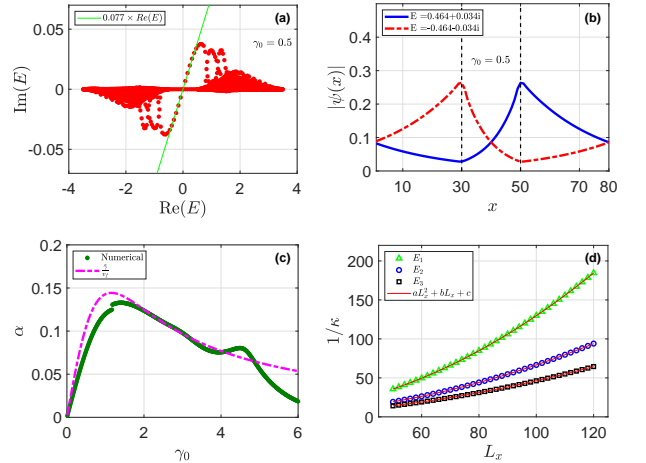 0.077 × Re(E)
(a)
γ₀ = 0.5
Im(E)
0.05
0
-0.05
-4 -2 0 2 4
Re(E)
E =0.464+0.034i
E =-0.464-0.034i
(b)
γ₀ = 0.5
|ψ(x)|
0.4
0.3
0.2
0.1
0
10 30 50 80
x
Numerical
(c)
α
0.2
0.15
0.1
0.05
0
0 2 4 6
γ₀
E₁
E₂
E₃
aLₓ² + bLₓ + c
(d)
1/κ
200
150
100
50
0
60 80 100 120
Lₓ